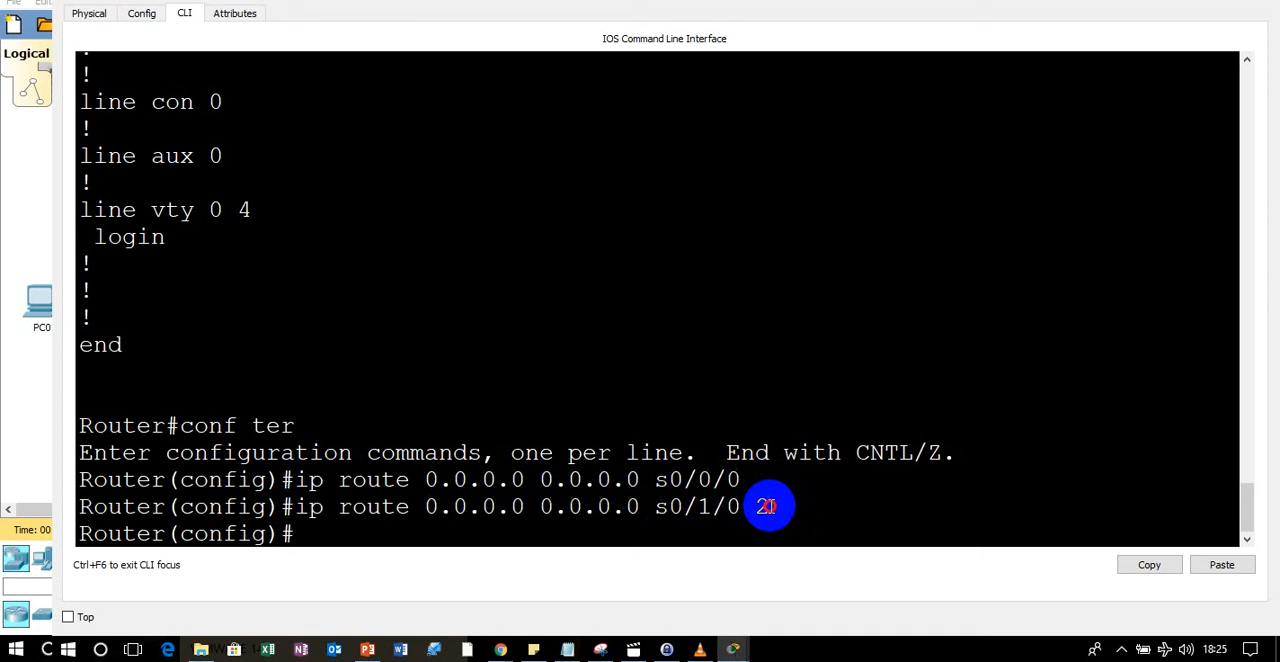 Physical Config CLI Attributes
IOS Command Line Interface
Logical
!
line con 0
!
line aux 0
!
line vty 0 4
login
!
!
!
end
PC0
Router#conf ter
Enter configuration commands, one per line. End with CNTL/Z.
Router(config)#ip route 0.0.0.0 0.0.0.0 s0/0/0
Router(config)#ip route 0.0.0.0 0.0.0.0 s0/1/0 2
Router(config)#
Time: 00
Ctrl+F6 to exit CLI focus
Copy
Paste
Top
18:25